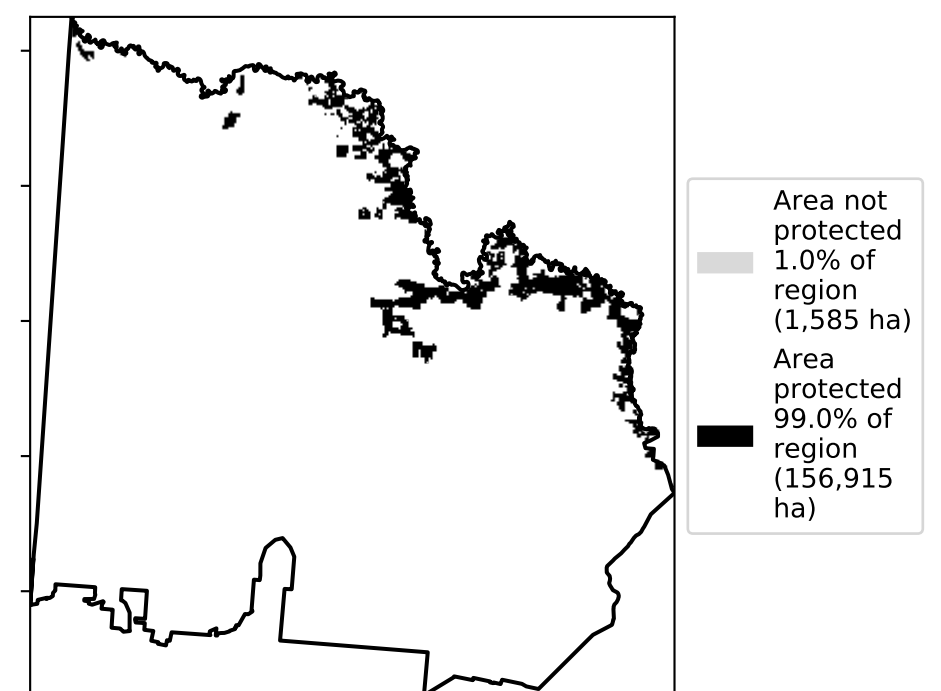 Area not
protected
1.0% of
region
(1,585 ha)
Area
protected
99.0% of
region
(156,915
ha)